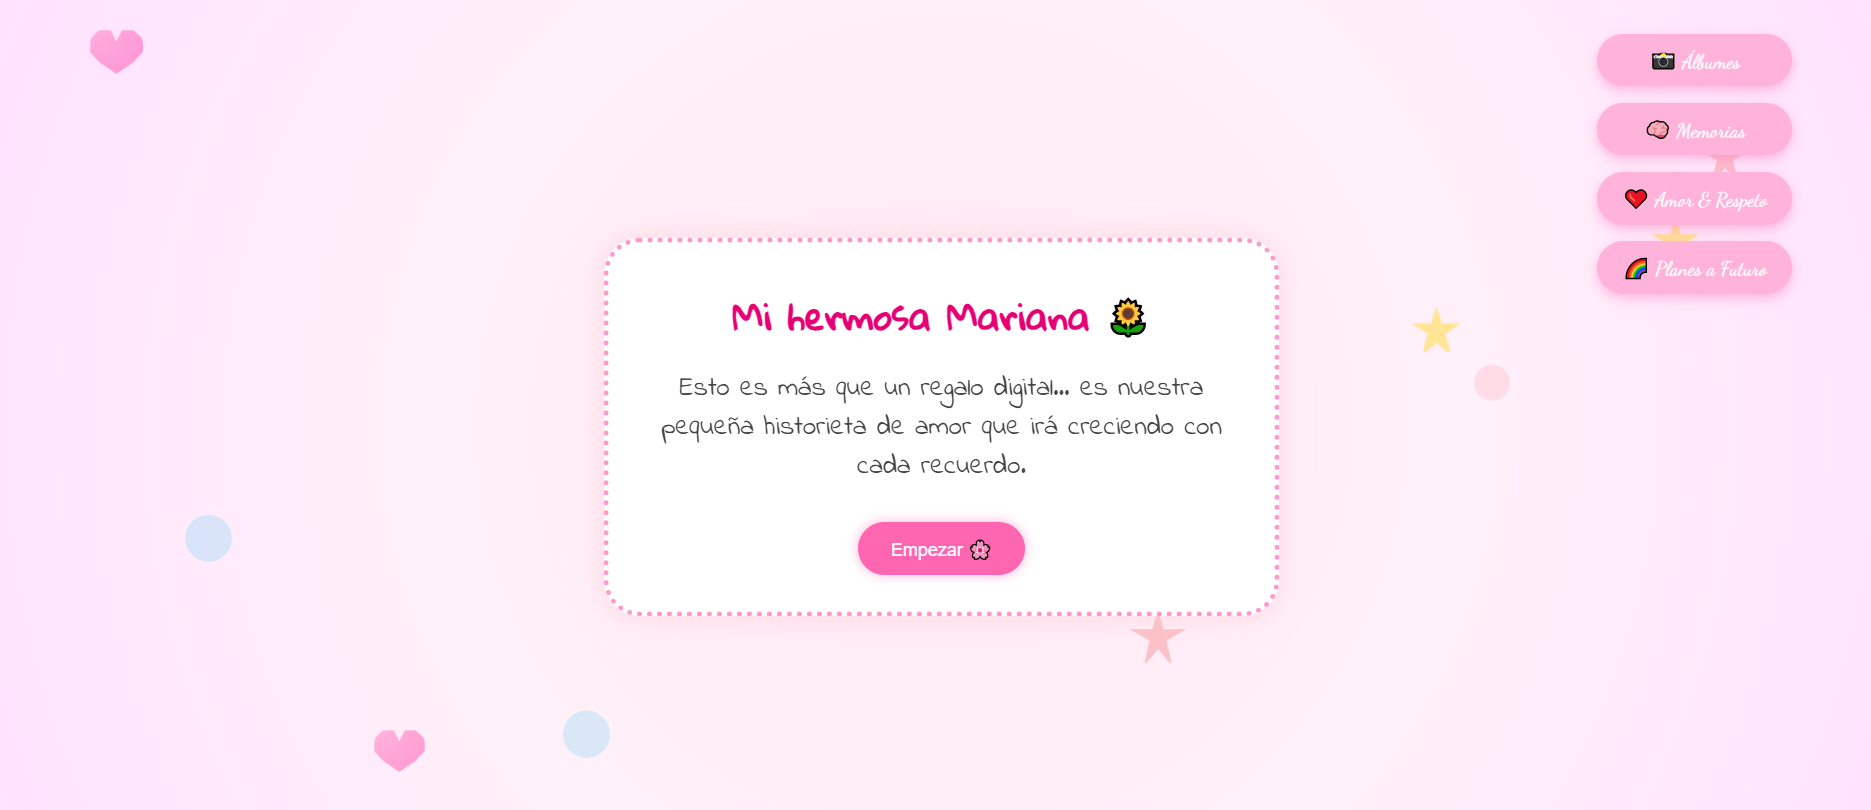 📷 Álbumes
🧠 Memorias
❤️ Amor & Respeto
🌈 Planes a Futuro
Mi hermosa Mariana 🌻
Esto es más que un regalo digital... es nuestra
pequeña historieta de amor que irá creciendo con
cada recuerdo.
Empezar 🌸